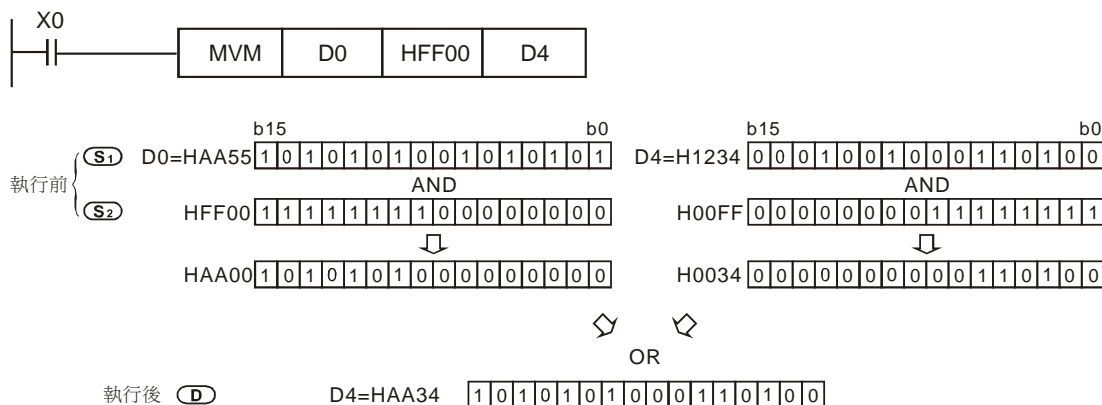 X0
MVM D0 HFF00 D4
b15 b0 b15 b0
執行前 S1 D0=HAA55 1 0 1 0 1 0 1 0 0 1 0 1 0 1 0 1 D4=H1234 0 0 0 1 0 0 1 0 0 0 1 1 0 1 0 0
AND AND
S2 HFF00 1 1 1 1 1 1 1 1 0 0 0 0 0 0 0 0 H00FF 0 0 0 0 0 0 0 0 1 1 1 1 1 1 1 1
HAA00 1 0 1 0 1 0 1 0 0 0 0 0 0 0 0 0 H0034 0 0 0 0 0 0 0 0 0 0 1 1 0 1 0 0
OR
執行後 D D4=HAA34 1 0 1 0 1 0 1 0 0 0 1 1 0 1 0 0